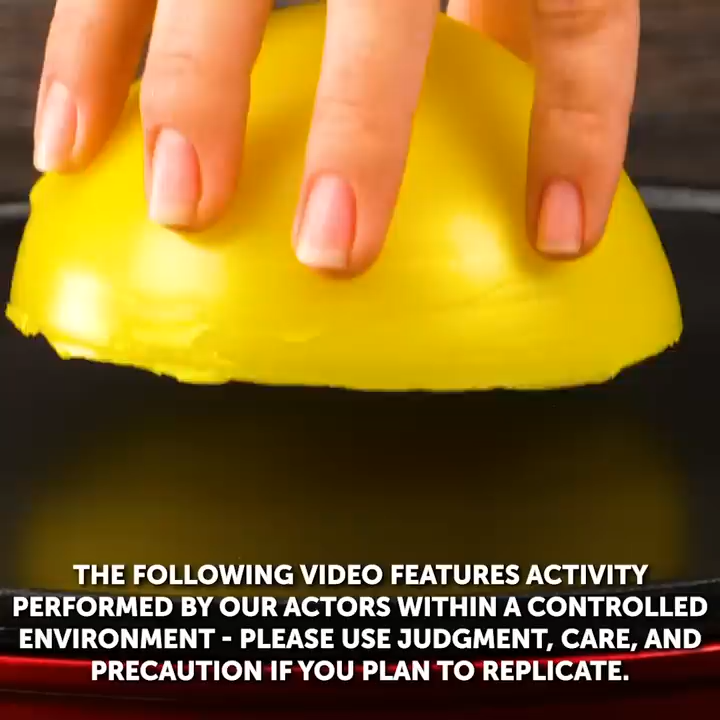 THE FOLLOWING VIDEO FEATURES ACTIVITY
PERFORMED BY OUR ACTORS WITHIN A CONTROLLED
ENVIRONMENT - PLEASE USE JUDGMENT, CARE, AND
PRECAUTION IF YOU PLAN TO REPLICATE.